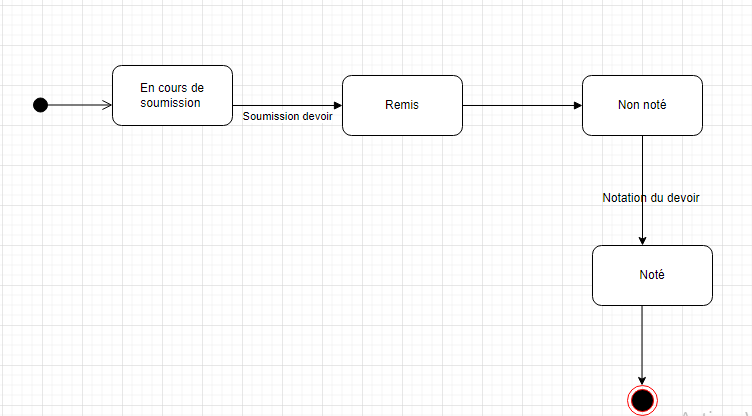 En cours de
soumission
Soumission devoir
Remis
Non noté
Notation du devoir
Noté